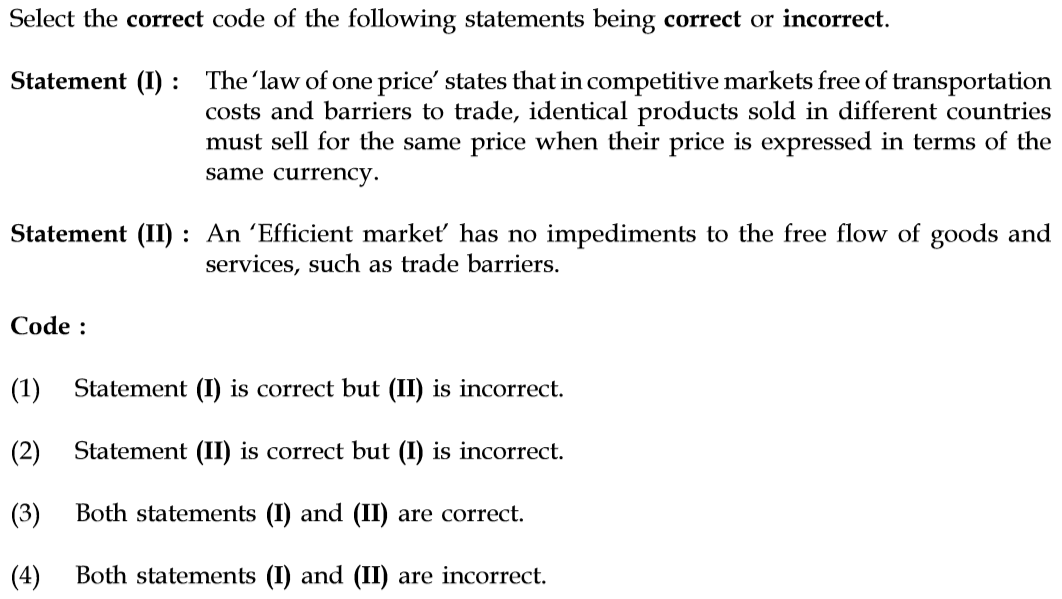 Select the correct code of the following statements being correct or incorrect.
Statement (I) : The 'law of one price' states that in competitive markets free of transportation
costs and barriers to trade, identical products sold in different countries
must sell for the same price when their price is expressed in terms of the
same currency.
Statement (II) : An 'Efficient market' has no impediments to the free flow of goods and
services, such as trade barriers.
Code :
(1) Statement (I) is correct but (II) is incorrect.
(2) Statement (II) is correct but (I) is incorrect.
(3) Both statements (I) and (II) are correct.
(4) Both statements (I) and (II) are incorrect.